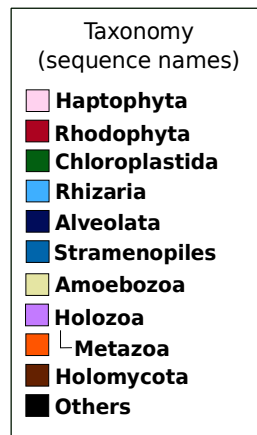 Taxonomy
(sequence names)
Haptophyta
Rhodophyta
Chloroplastida
Rhizaria
Alveolata
Stramenopiles
Amoebozoa
Holozoa
Metazoa
Holomycota
Others